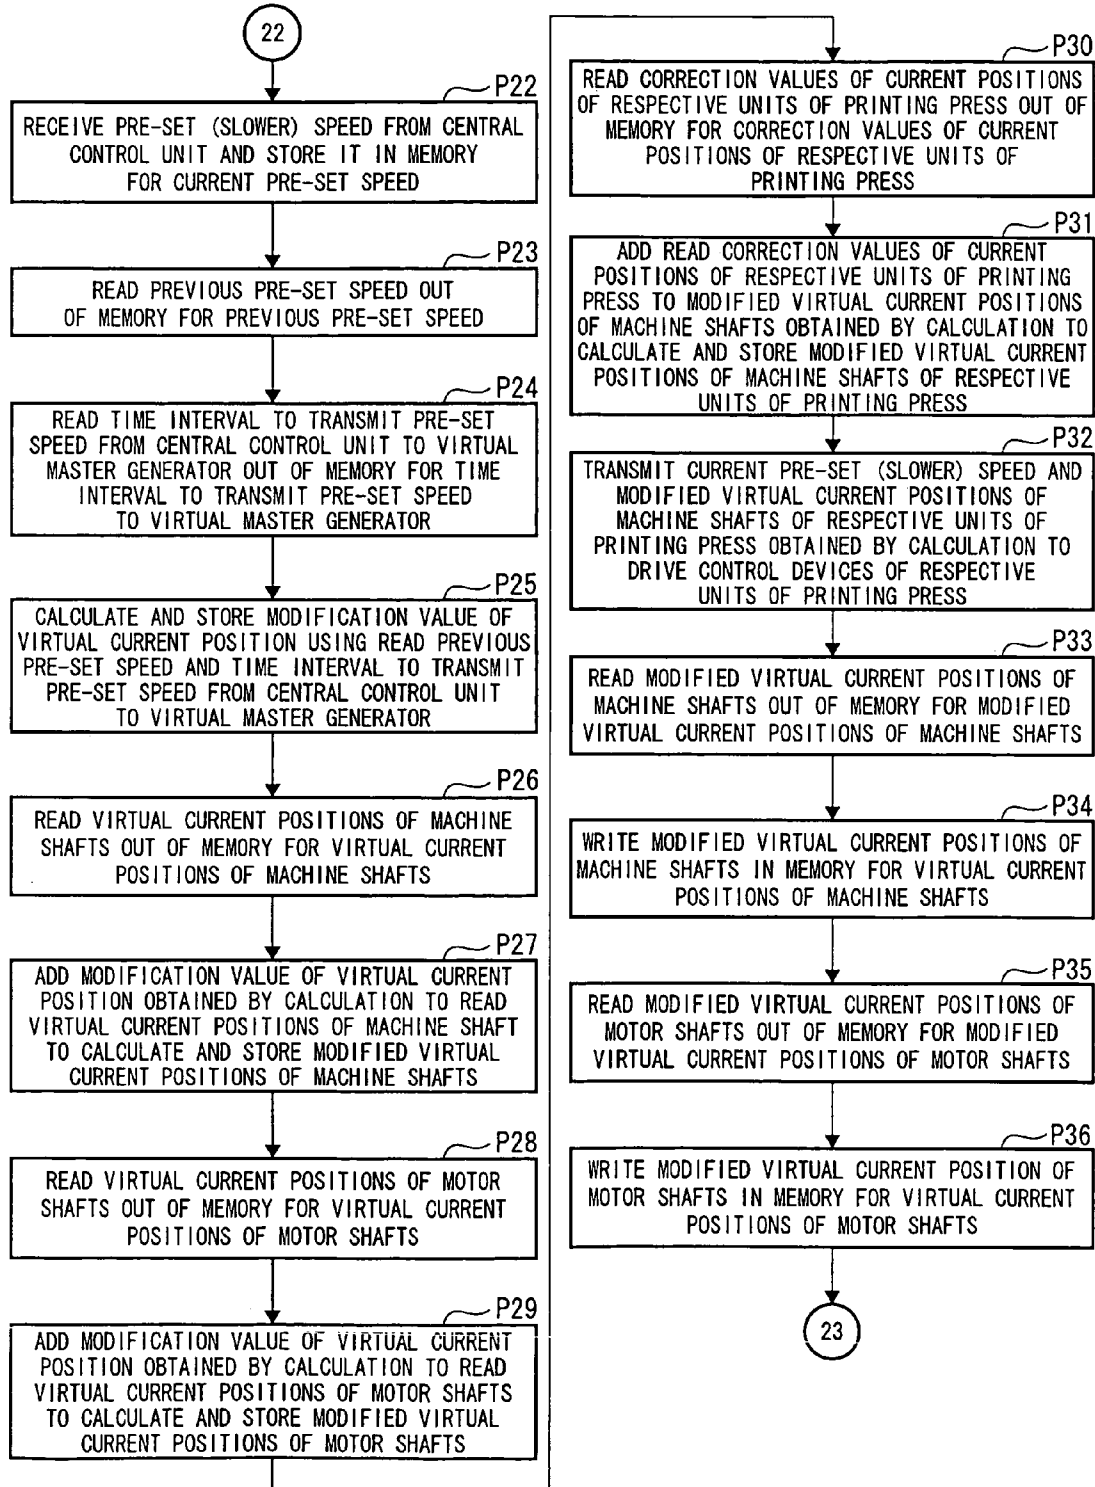 22
P22
RECEIVE PRE-SET (SLOWER) SPEED FROM CENTRAL
CONTROL UNIT AND STORE IT IN MEMORY
FOR CURRENT PRE-SET SPEED
P23
READ PREVIOUS PRE-SET SPEED OUT
OF MEMORY FOR PREVIOUS PRE-SET SPEED
P24
READ TIME INTERVAL TO TRANSMIT PRE-SET
SPEED FROM CENTRAL CONTROL UNIT TO VIRTUAL
MASTER GENERATOR OUT OF MEMORY FOR TIME
INTERVAL TO TRANSMIT PRE-SET SPEED
TO VIRTUAL MASTER GENERATOR
P25
CALCULATE AND STORE MODIFICATION VALUE OF
VIRTUAL CURRENT POSITION USING READ PREVIOUS
PRE-SET SPEED AND TIME INTERVAL TO TRANSMIT
PRE-SET SPEED FROM CENTRAL CONTROL UNIT
TO VIRTUAL MASTER GENERATOR
P26
READ VIRTUAL CURRENT POSITIONS OF MACHINE
SHAFTS OUT OF MEMORY FOR VIRTUAL CURRENT
POSITIONS OF MACHINE SHAFTS
P27
ADD MODIFICATION VALUE OF VIRTUAL CURRENT
POSITION OBTAINED BY CALCULATION TO READ
VIRTUAL CURRENT POSITIONS OF MACHINE SHAFT
TO CALCULATE AND STORE MODIFIED VIRTUAL
CURRENT POSITIONS OF MACHINE SHAFTS
P28
READ VIRTUAL CURRENT POSITIONS OF MOTOR
SHAFTS OUT OF MEMORY FOR VIRTUAL CURRENT
POSITIONS OF MOTOR SHAFTS
P29
ADD MODIFICATION VALUE OF VIRTUAL CURRENT
POSITION OBTAINED BY CALCULATION TO READ
VIRTUAL CURRENT POSITIONS OF MOTOR SHAFTS
TO CALCULATE AND STORE MODIFIED VIRTUAL
CURRENT POSITIONS OF MOTOR SHAFTS
P30
READ CORRECTION VALUES OF CURRENT POSITIONS
OF RESPECTIVE UNITS OF PRINTING PRESS OUT OF
MEMORY FOR CORRECTION VALUES OF CURRENT
POSITIONS OF RESPECTIVE UNITS OF
PRINTING PRESS
P31
ADD READ CORRECTION VALUES OF CURRENT
POSITIONS OF RESPECTIVE UNITS OF PRINTING
PRESS TO MODIFIED VIRTUAL CURRENT POSITIONS
OF MACHINE SHAFTS OBTAINED BY CALCULATION TO
CALCULATE AND STORE MODIFIED VIRTUAL CURRENT
POSITIONS OF MACHINE SHAFTS OF RESPECTIVE
UNITS OF PRINTING PRESS
P32
TRANSMIT CURRENT PRE-SET (SLOWER) SPEED AND
MODIFIED VIRTUAL CURRENT POSITIONS OF
MACHINE SHAFTS OF RESPECTIVE UNITS OF
PRINTING PRESS OBTAINED BY CALCULATION TO
DRIVE CONTROL DEVICES OF RESPECTIVE
UNITS OF PRINTING PRESS
P33
READ MODIFIED VIRTUAL CURRENT POSITIONS OF
MACHINE SHAFTS OUT OF MEMORY FOR MODIFIED
VIRTUAL CURRENT POSITIONS OF MACHINE SHAFTS
P34
WRITE MODIFIED VIRTUAL CURRENT POSITIONS OF
MACHINE SHAFTS IN MEMORY FOR VIRTUAL CURRENT
POSITIONS OF MACHINE SHAFTS
P35
READ MODIFIED VIRTUAL CURRENT POSITIONS OF
MOTOR SHAFTS OUT OF MEMORY FOR MODIFIED
VIRTUAL CURRENT POSITIONS OF MOTOR SHAFTS
P36
WRITE MODIFIED VIRTUAL CURRENT POSITION OF
MOTOR SHAFTS IN MEMORY FOR VIRTUAL CURRENT
POSITIONS OF MOTOR SHAFTS
23